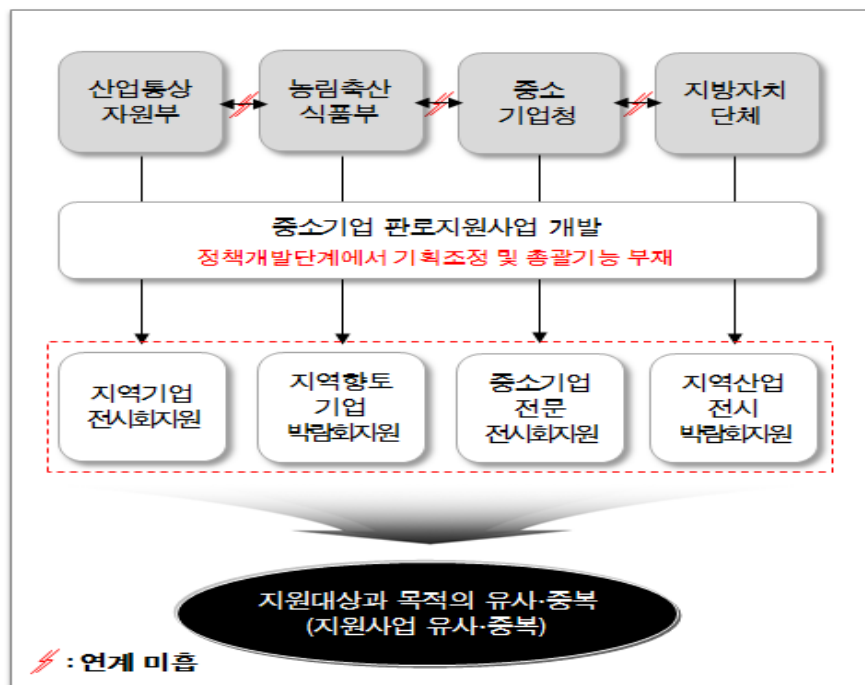 산업통상
자원부
농림축산
식품부
중소
기업청
지방자치
단체
중소기업 판로지원사업 개발
정책개발단계에서 기획조정 및 총괄기능 부재
지역기업
전시회지원
지역향토
기업
박람회지원
중소기업
전문
전시회지원
지역산업
전시
박람회지원
지원대상과 목적의 유사·중복
(지원사업 유사·중복)
: 연계 미흡